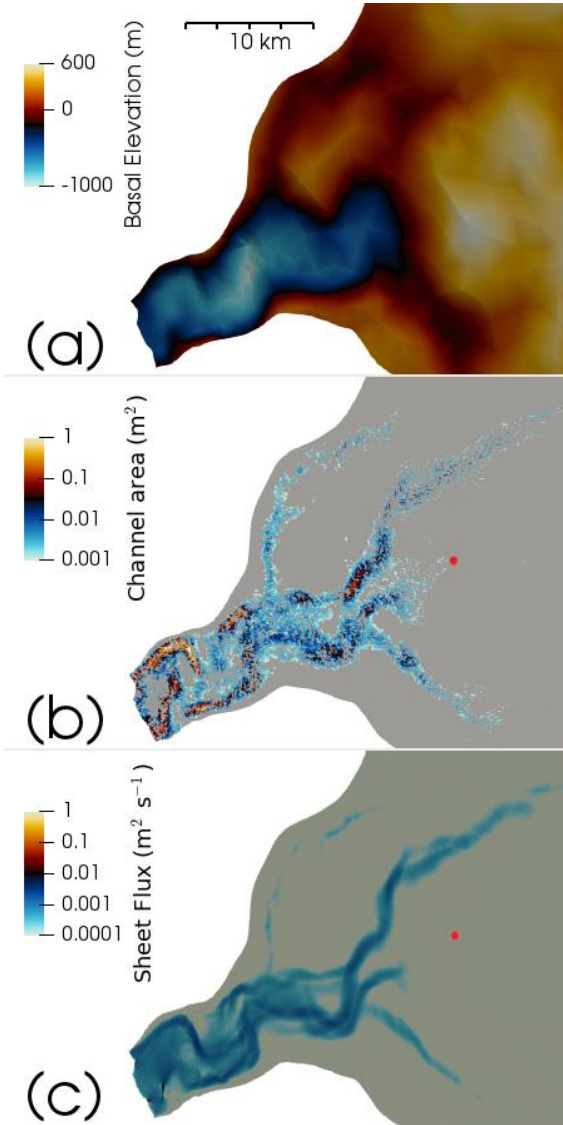 10 km
600
0
-1000
Basal Elevation (m)
(a)
1
0.1
0.01
0.001
Channel area (m²)
(b)
1
0.1
0.01
0.001
0.0001
Sheet Flux (m² s⁻¹)
(c)